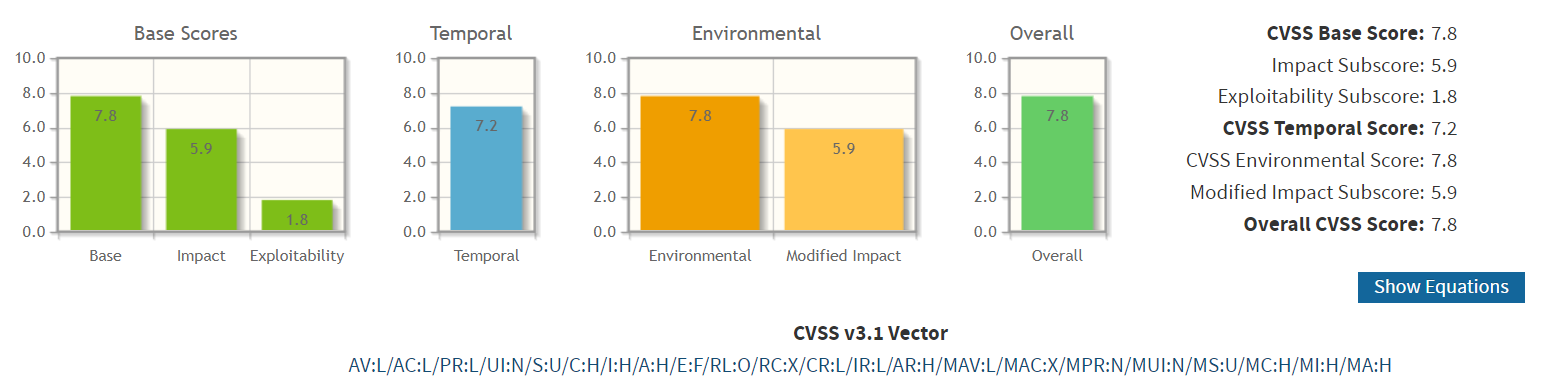 Base Scores
10.0
8.0
6.0
4.0
2.0
0.0
7.8
5.9
1.8
Base Impact Exploitability
Temporal
10.0
8.0
6.0
4.0
2.0
0.0
7.2
Temporal
Environmental
10.0
8.0
6.0
4.0
2.0
0.0
7.8
5.9
Environmental Modified Impact
Overall
10.0
8.0
6.0
4.0
2.0
0.0
7.8
Overall
CVSS Base Score: 7.8
Impact Subscore: 5.9
Exploitability Subscore: 1.8
CVSS Temporal Score: 7.2
CVSS Environmental Score: 7.8
Modified Impact Subscore: 5.9
Overall CVSS Score: 7.8
Show Equations
CVSS v3.1 Vector
AV:L/AC:L/PR:L/UI:N/S:U/C:H/I:H/A:H/E:F/RL:O/RC:X/CR:L/IR:L/AR:H/MAV:L/MAC:X/MPR:N/MUI:N/MS:U/MC:H/MI:H/MA:H